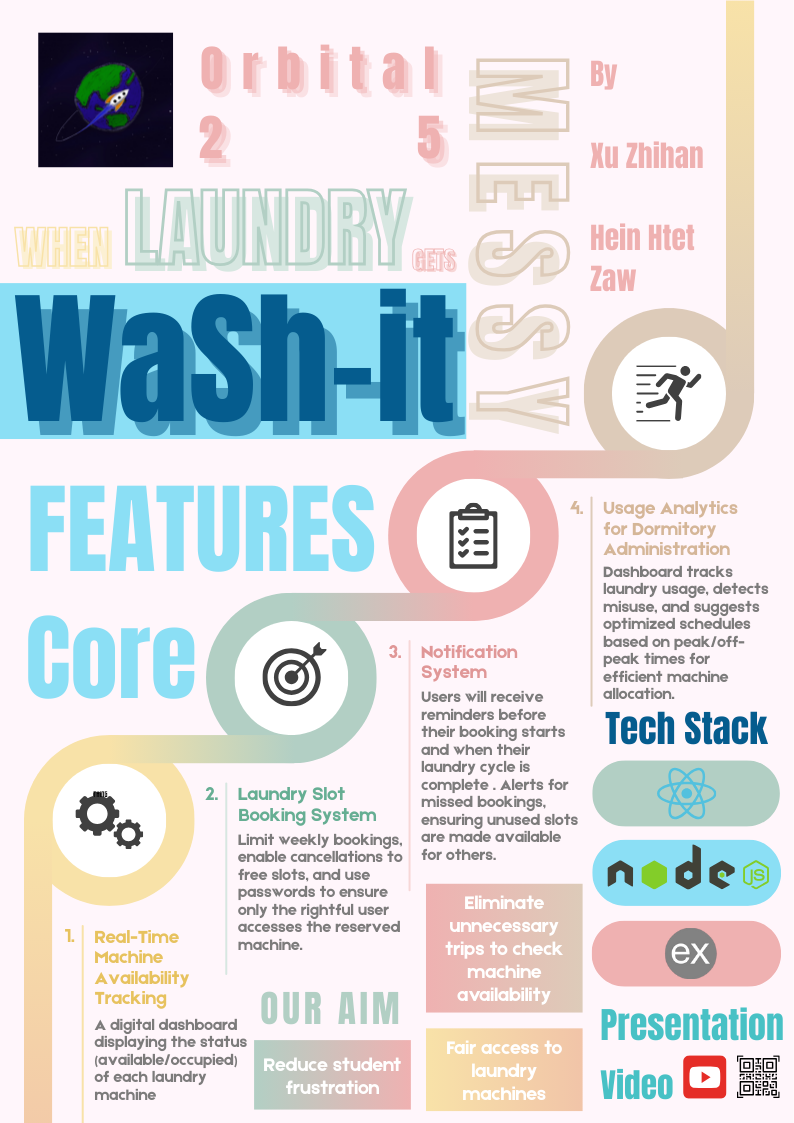 Orbital
2 5
By
Xu Zhihan
Hein Htet
Zaw
WHEN LAUNDRY GETS
MESSY
WaSh-it
FEATURES
Core
1.
Real-Time
Machine
Availability
Tracking
A digital dashboard
displaying the status
(available/occupied)
of each laundry
machine
2.
Laundry Slot
Booking System
Limit weekly bookings,
enable cancellations to
free slots, and use
passwords to ensure
only the rightful user
accesses the reserved
machine.
3.
Notification
System
Users will receive
reminders before
their booking starts
and when their
laundry cycle is
complete . Alerts for
missed bookings,
ensuring unused slots
are made available
for others.
4.
Usage Analytics
for Dormitory
Administration
Dashboard tracks
laundry usage, detects
misuse, and suggests
optimized schedules
based on peak/off-
peak times for
efficient machine
allocation.
Tech Stack
node
JS
ex
OUR AIM
Reduce student
frustration
Eliminate
unnecessary
trips to check
machine
availability
Fair access to
laundry
machines
Presentation
Video